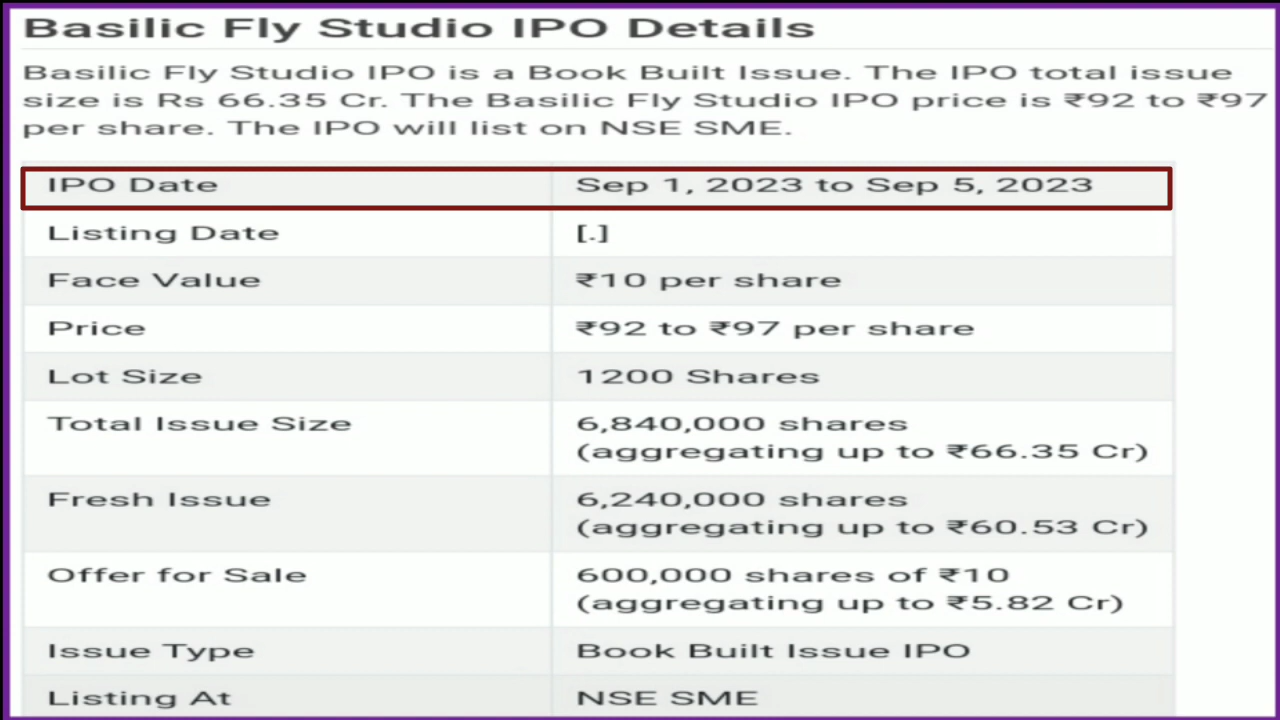 Basilic Fly Studio IPO Details
Basilic Fly Studio IPO is a Book Built Issue. The IPO total issue
size is Rs 66.35 Cr. The Basilic Fly Studio IPO price is ₹92 to ₹97
per share. The IPO will list on NSE SME.
IPO Date Sep 1, 2023 to Sep 5, 2023
Listing Date [.]
Face Value ₹10 per share
Price ₹92 to ₹97 per share
Lot Size 1200 Shares
Total Issue Size 6,840,000 shares
(aggregating up to ₹66.35 Cr)
Fresh Issue 6,240,000 shares
(aggregating up to ₹60.53 Cr)
Offer for Sale 600,000 shares of ₹10
(aggregating up to ₹5.82 Cr)
Issue Type Book Built Issue IPO
Listing At NSE SME